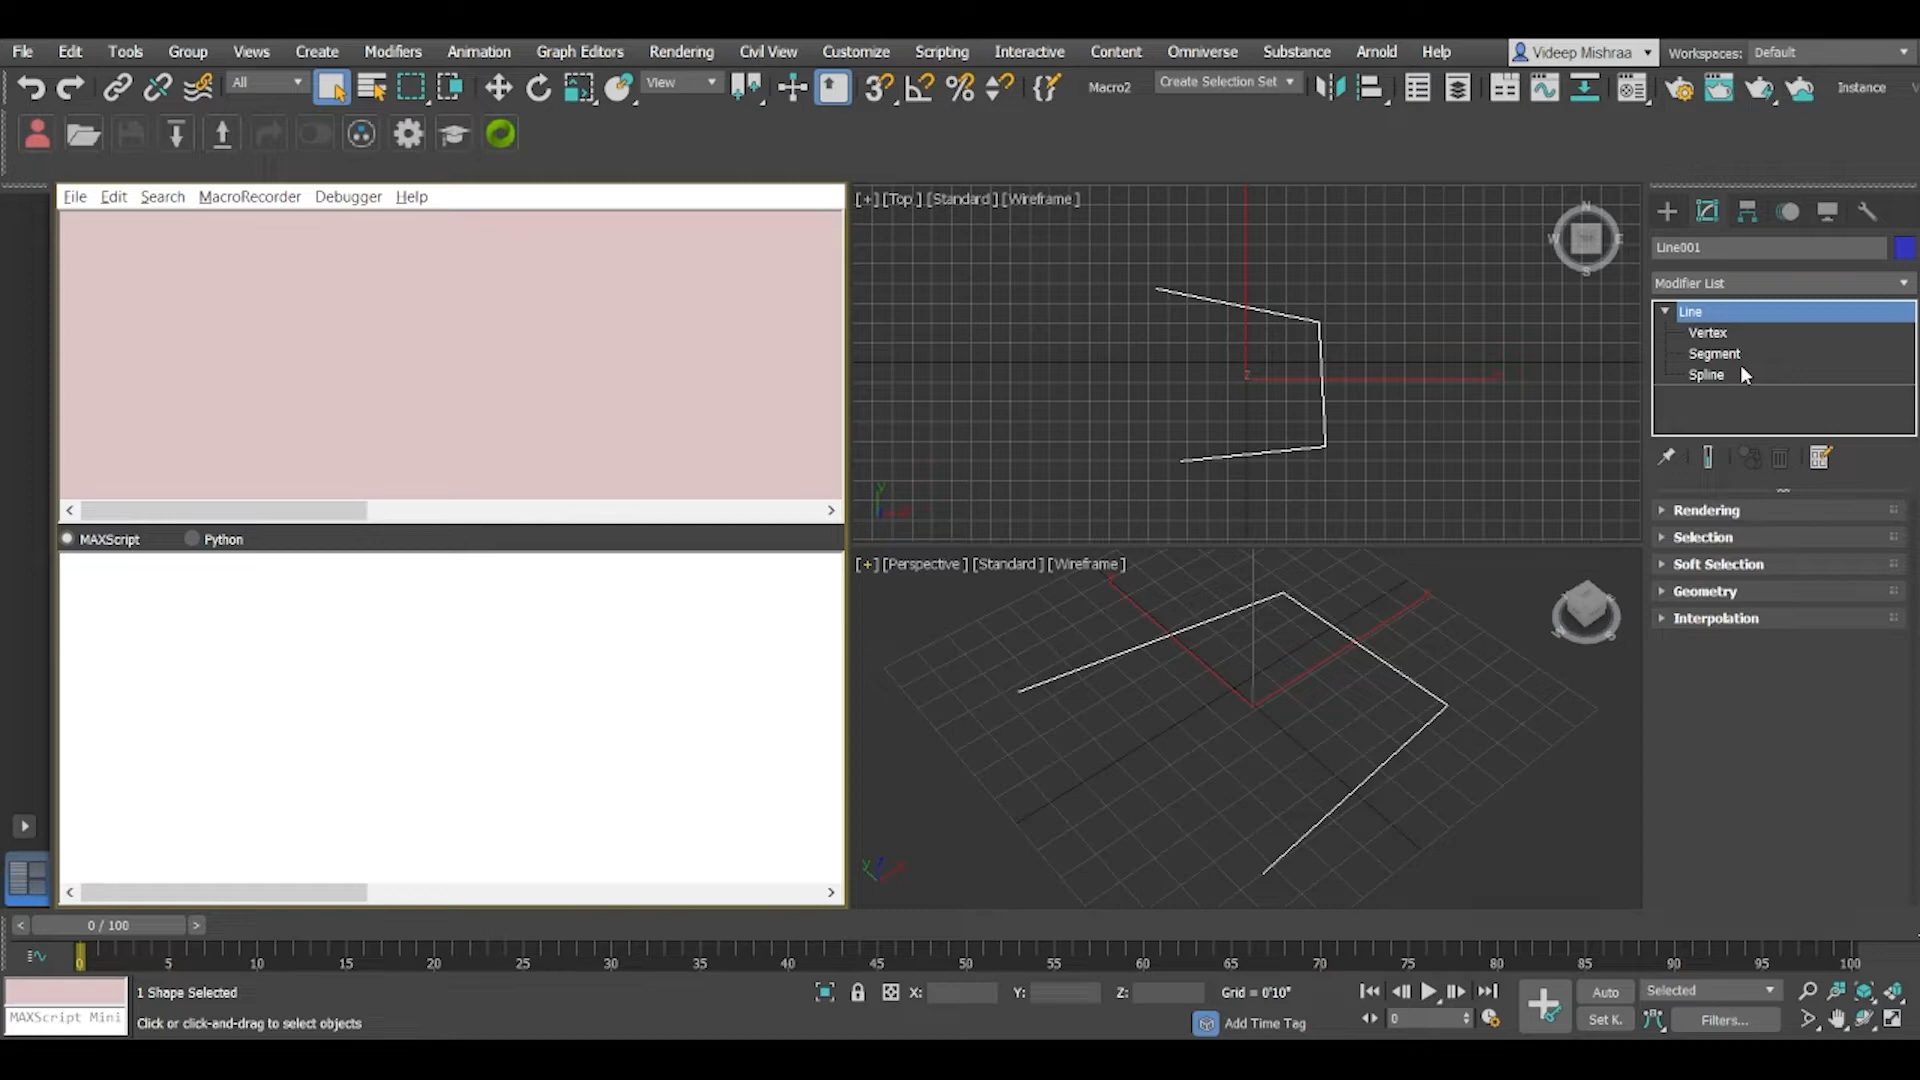 File Edit Tools Group Views Create Modifiers Animation Graph Editors Rendering Civil View Customize Scripting Interactive Content Omniverse Substance Arnold Help Videep Mishraa Workspaces: Default
All View Macro2 Create Selection Set Instance
File Edit Search MacroRecorder Debugger Help
[+] [Top ] [Standard ] [Wireframe ]
N
W E
S
Line001
Modifier List
Line
Vertex
Segment
Spline
z
y
Rendering
Selection
Soft Selection
Geometry
Interpolation
MAXScript Python
[+] [Perspective ] [Standard ] [Wireframe ]
0 / 100
0 5 10 15 20 25 30 35 40 45 50 55 60 65 70 75 80 85 90 95 100
1 Shape Selected
X: Y: Z: Grad = 0'10"
Auto Selected
MAXScript Mini
Click or click-and-drag to select objects
Add Time Tag
0
Set K. Filters...